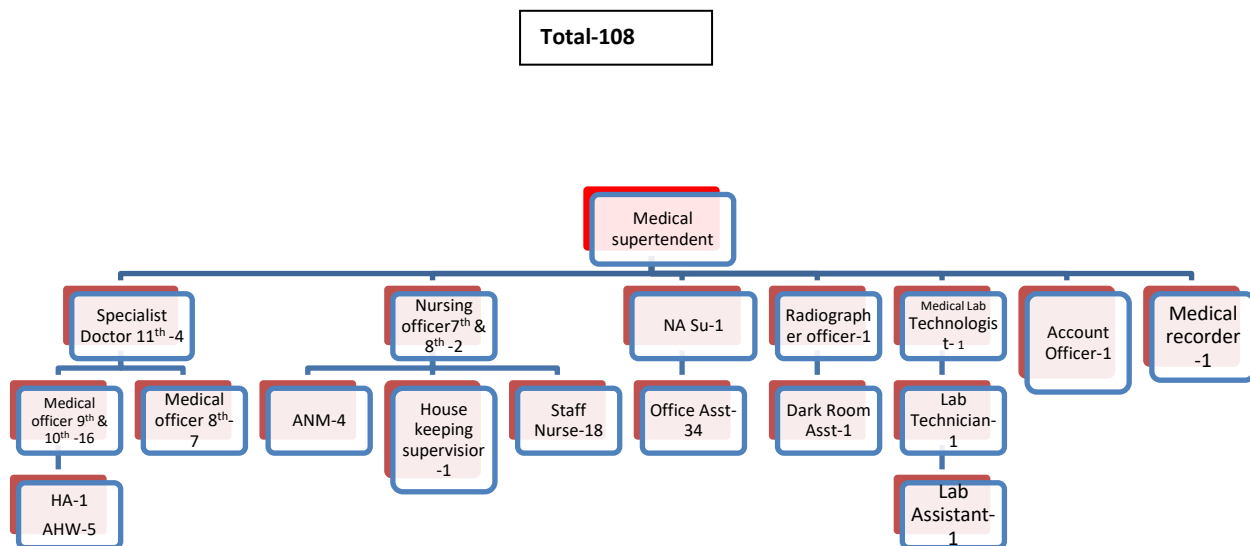 Total-108
Medical
supertendent
Specialist
Doctor 11th -4
Nursing
officer7th &
8th -2
NA Su-1
Radiograph
er officer-1
Medical Lab
Technologis
t- 1
Account
Officer-1
Medical
recorder
-1
Medical
officer 9th &
10th -16
Medical
officer 8th-
7
ANM-4
House
keeping
supervisior
-1
Staff
Nurse-18
Office Asst-
34
Dark Room
Asst-1
Lab
Technician-
1
HA-1
AHW-5
Lab
Assistant-
1